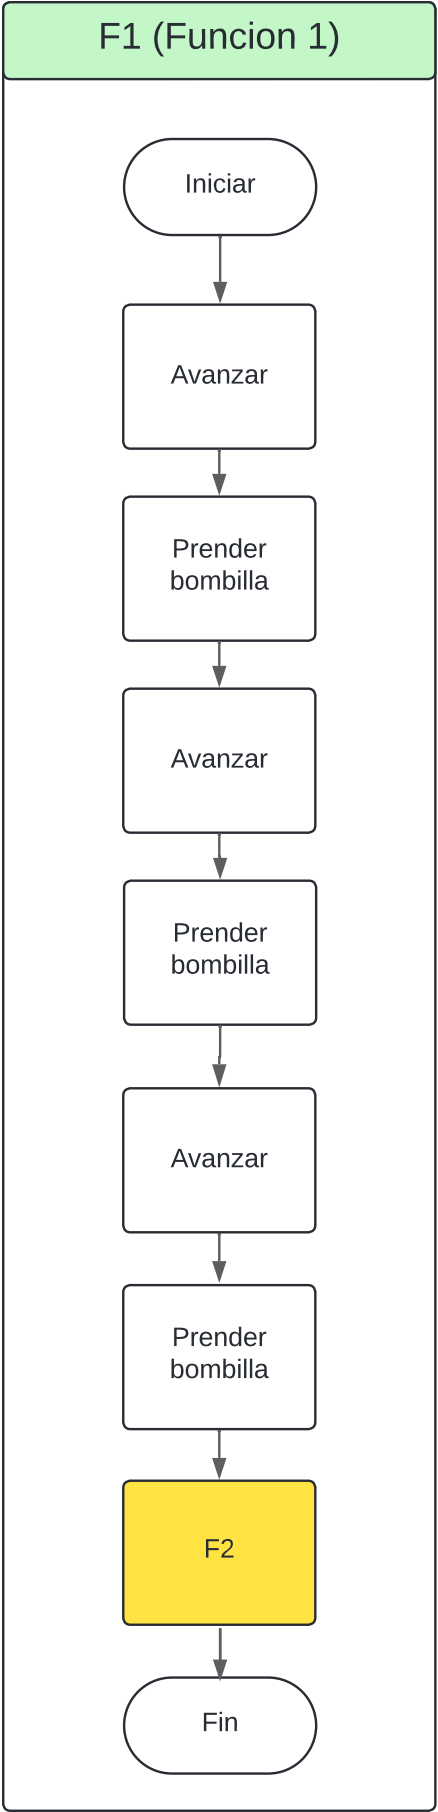 F1 (Funcion 1)
Iniciar
Avanzar
Prender
bombilla
Avanzar
Prender
bombilla
Avanzar
Prender
bombilla
F2
Fin